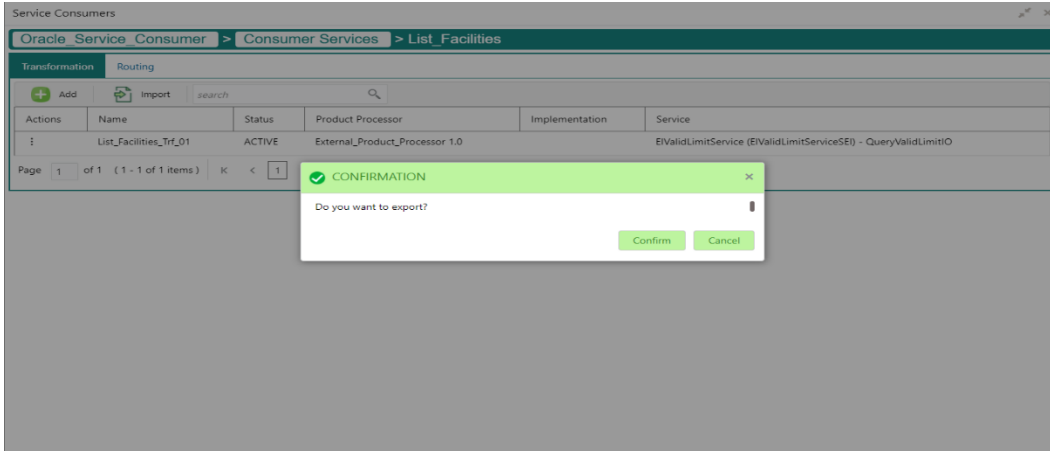 Service Consumers
Oracle_Service_Consumer > Consumer Services > List_Facilities
Transformation Routing
Add Import search
Actions Name Status Product Processor Implementation Service
List_Facilities_Trf_01 ACTIVE External_Product_Processor 1.0 ElValidLimitService (ElValidLimitServiceSEI) - QueryValidLimitIO
Page 1 of 1 (1 - 1 of 1 items) K < 1
CONFIRMATION ×
Do you want to export?
Confirm Cancel